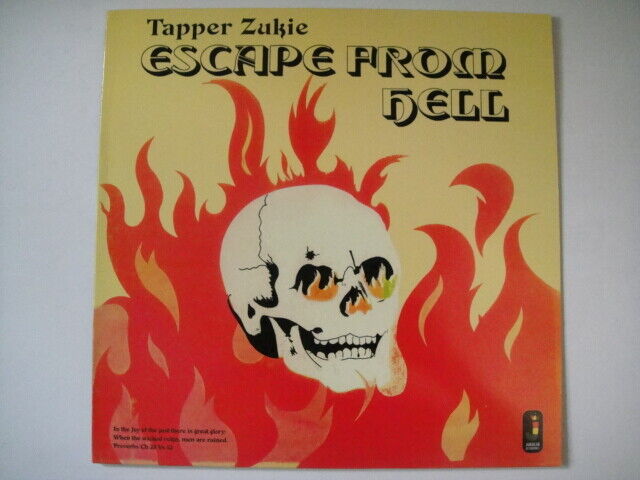 Tapper Zukie
ESCAPE FROM
HELL
In the Joy of the just there is great glory:
When the wicked reign, men are ruined.
Proverbs Ch 28 Vs 12